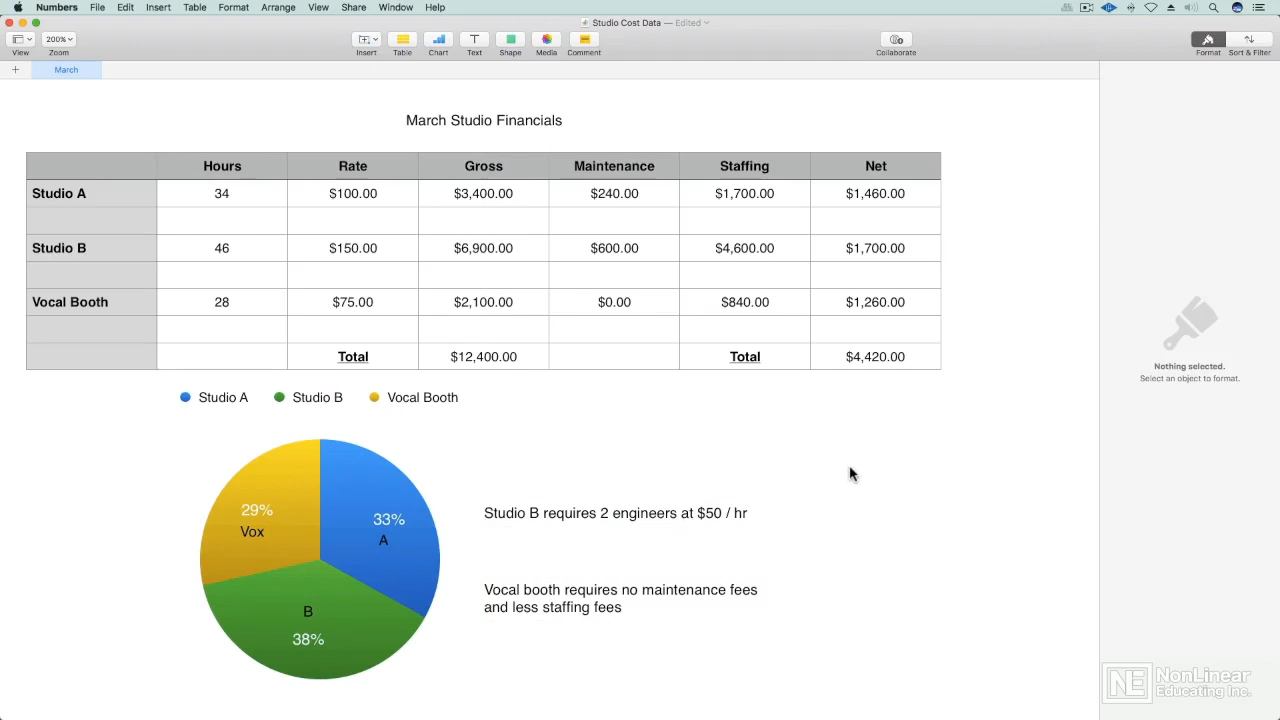 Numbers File Edit Insert Table Format Arrange View Share Window Help
Studio Cost Data — Edited
200%
View Zoom Insert Table Chart Text Shape Media Comment Collaborate Format Sort & Filter
March
March Studio Financials
Hours Rate Gross Maintenance Staffing Net
Studio A 34 $100.00 $3,400.00 $240.00 $1,700.00 $1,460.00
Studio B 46 $150.00 $6,900.00 $600.00 $4,600.00 $1,700.00
Vocal Booth 28 $75.00 $2,100.00 $0.00 $840.00 $1,260.00
Total $12,400.00 Total $4,420.00
Studio A Studio B Vocal Booth
29%
Vox
33%
A
B
38%
Studio B requires 2 engineers at $50 / hr
Vocal booth requires no maintenance fees
and less staffing fees
Nothing selected.
Select an object to format.
NE NonLinear
Educating Inc.